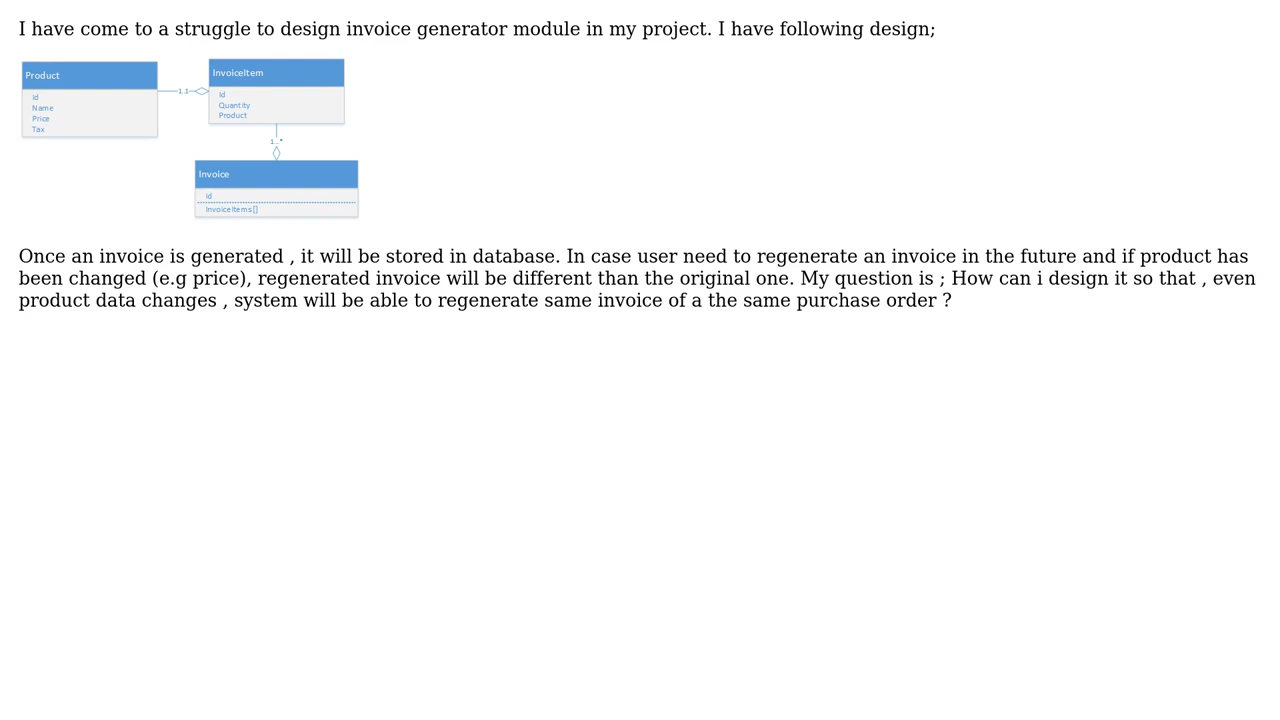 I have come to a struggle to design invoice generator module in my project. I have following design;
Product
id
Name
Price
Tax
1..1
InvoiceItem
id
Quantity
Product
1...*
Invoice
id
InvoiceItems[]
Once an invoice is generated , it will be stored in database. In case user need to regenerate an invoice in the future and if product has
been changed (e.g price), regenerated invoice will be different than the original one. My question is ; How can i design it so that , even
product data changes , system will be able to regenerate same invoice of a the same purchase order ?